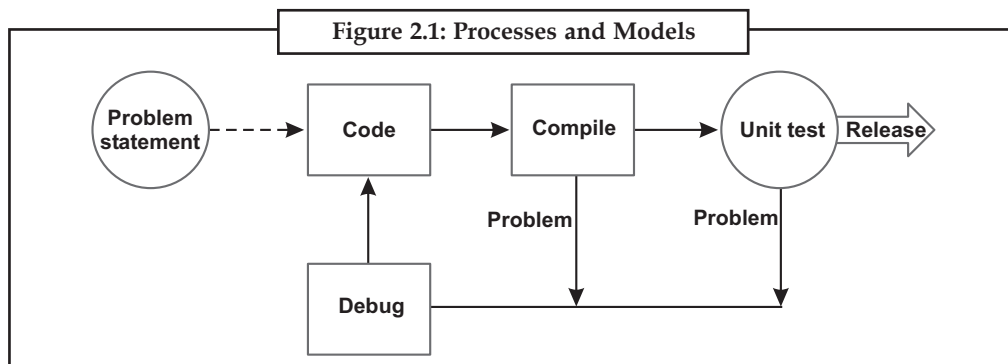 Figure 2.1: Processes and Models
Problem
statement
Code
Compile
Unit test
Release
Problem
Problem
Debug